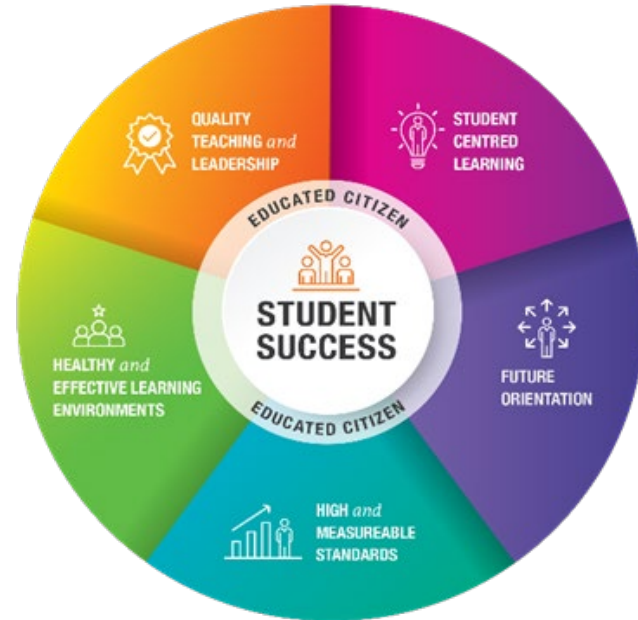 QUALITY
TEACHING and
LEADERSHIP
STUDENT
CENTRED
LEARNING
EDUCATED CITIZEN
STUDENT
SUCCESS
EDUCATED CITIZEN
HEALTHY and
EFFECTIVE LEARNING
ENVIRONMENTS
FUTURE
ORIENTATION
HIGH and
MEASUREABLE
STANDARDS